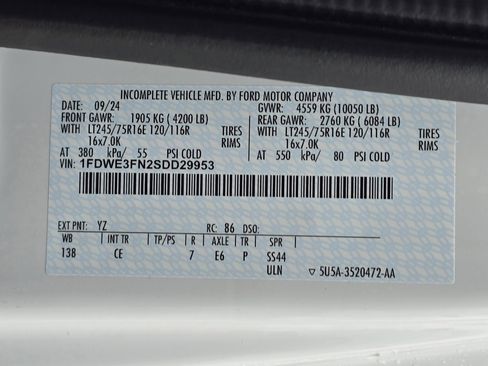 INCOMPLETE VEHICLE MFD. BY FORD MOTOR COMPANY
DATE: 09/24 GVWR: 4559 KG (10050 LB)
FRONT GAWR: 1905 KG (4200 LB) REAR GAWR: 2760 KG (6084 LB)
WITH LT245/75R16E 120/116R TIRES WITH LT245/75R16E 120/116R TIRES
16x7.0K RIMS 16x7.0K RIMS
AT 380 kPa/ 55 PSI COLD AT 550 kPa/ 80 PSI COLD
VIN: 1FDWE3FN2SDD29953
EXT PNT: YZ RC: 86 DSO:
WB INT TR TP/PS R AXLE TR SPR
138 CE 7 E6 P SS44
ULN ▽ 5U5A-3520472-AA